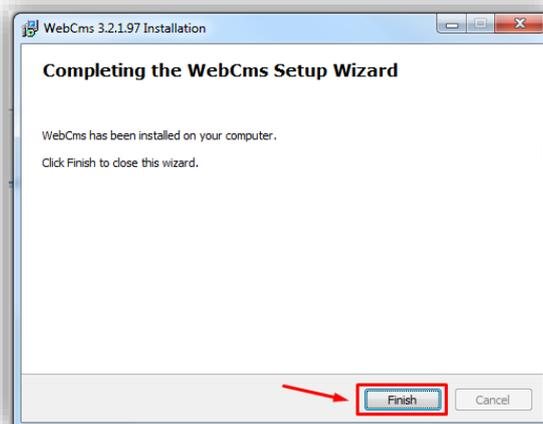 WebCms 3.2.1.97 Installation
Completing the WebCms Setup Wizard
WebCms has been installed on your computer.
Click Finish to close this wizard.
Finish
Cancel